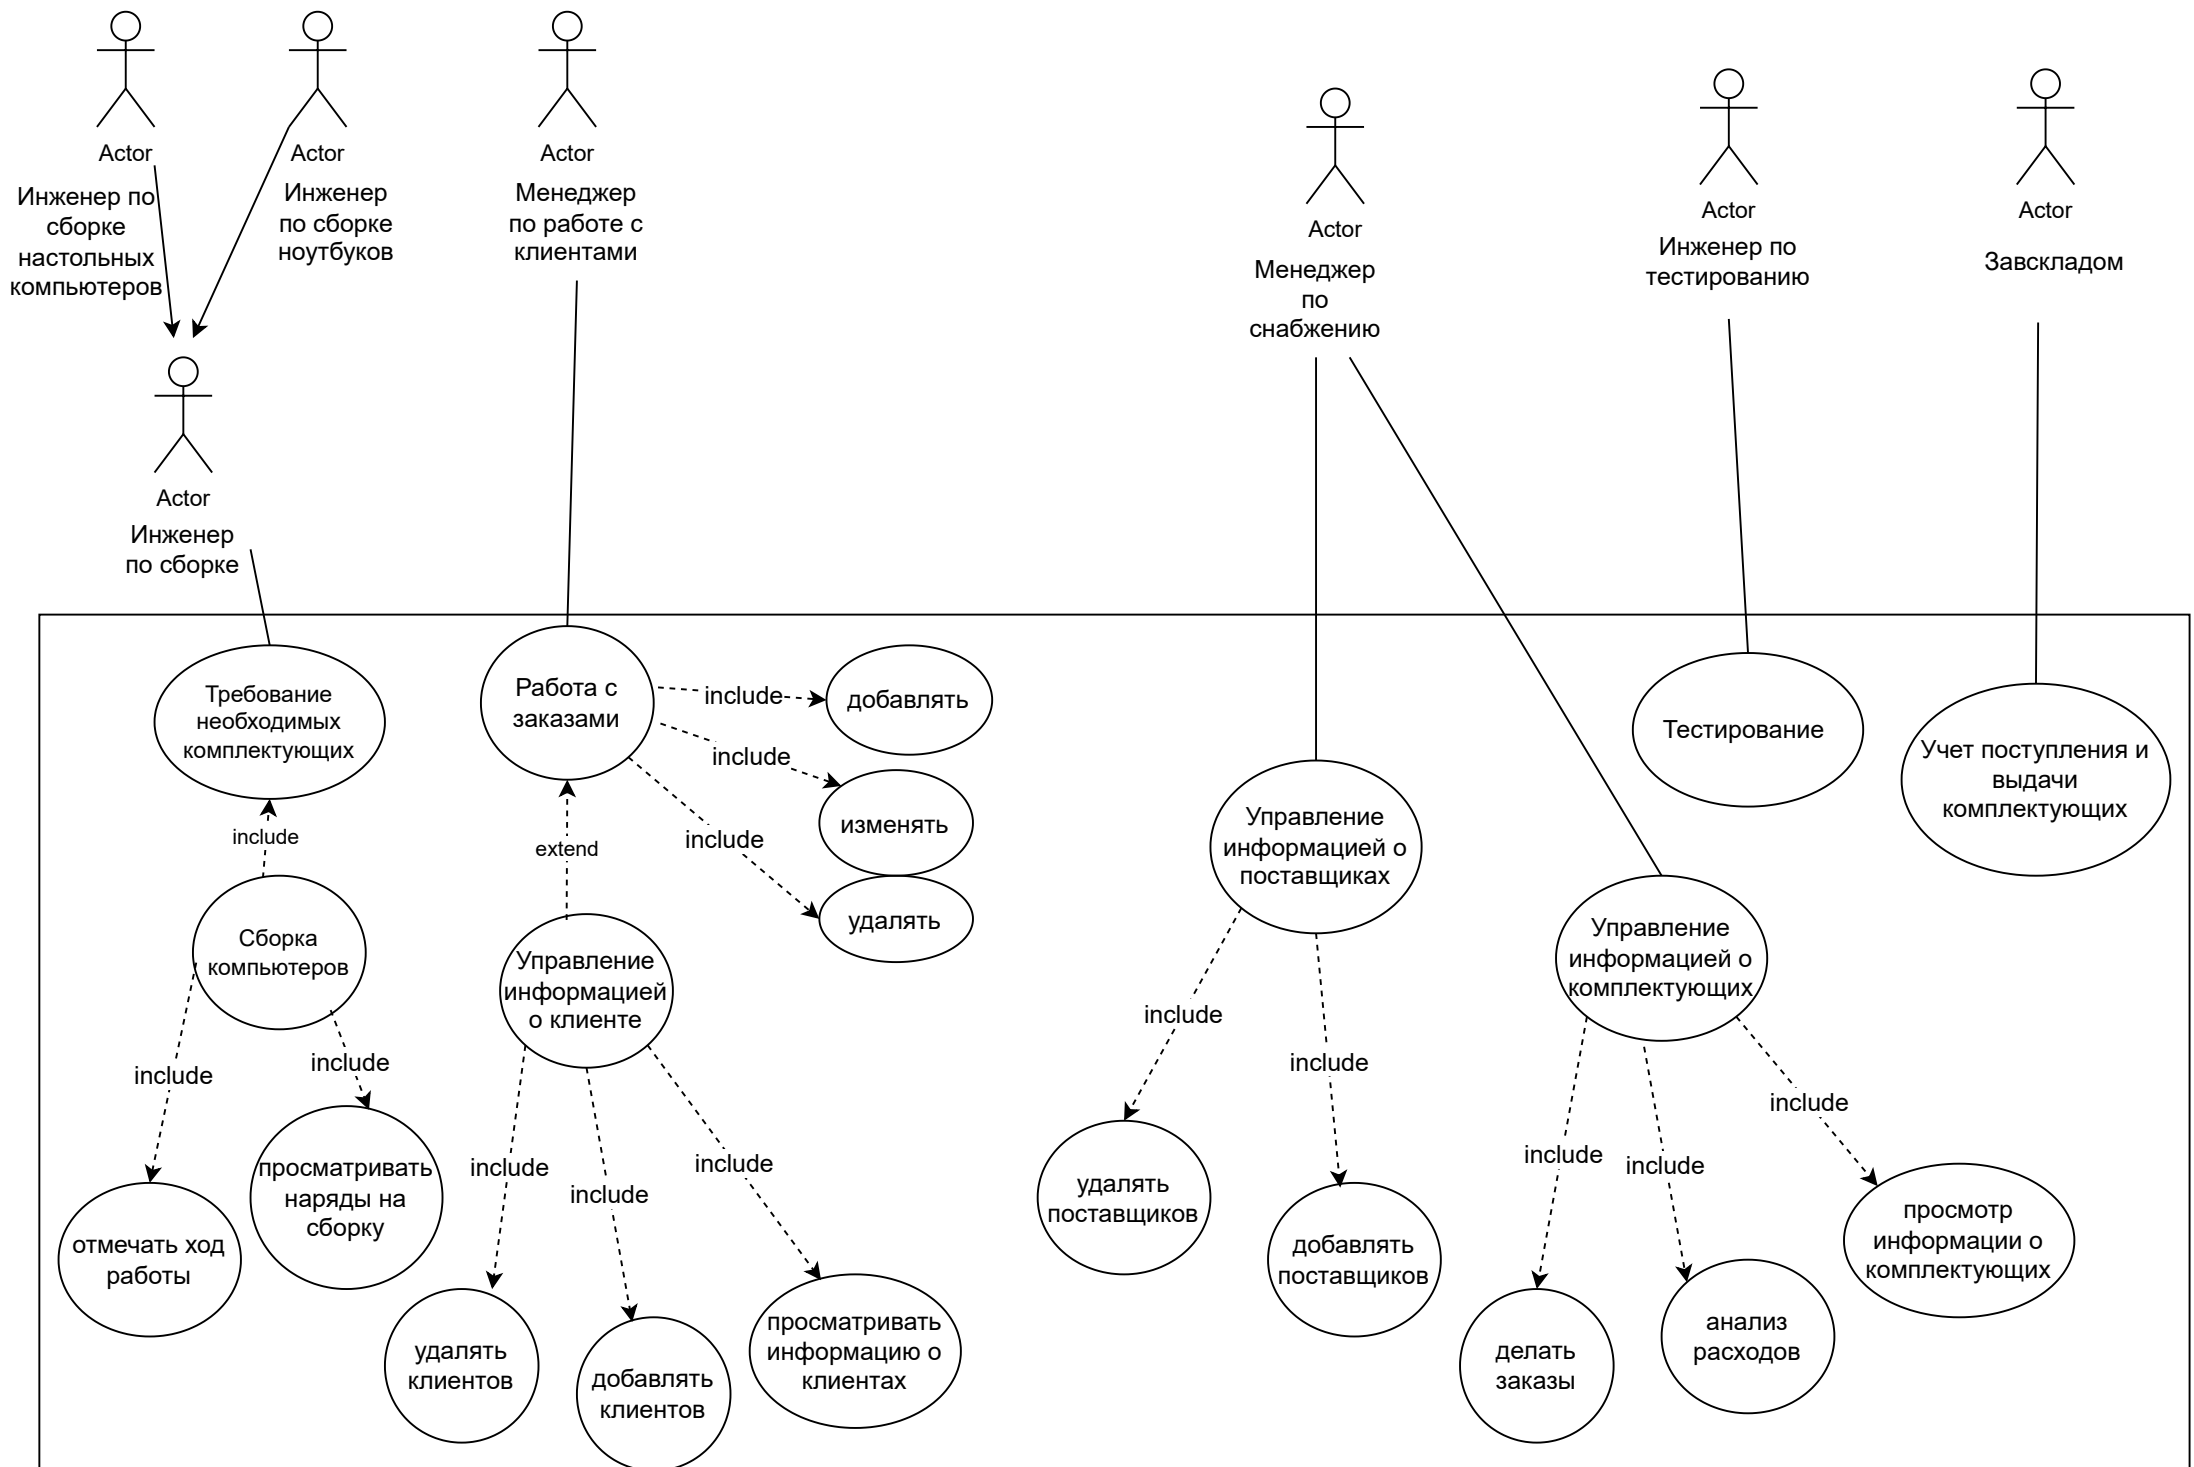 Actor
Инженер по
сборке
настольных
компьютеров
Actor
Инженер
по сборке
ноутбуков
Actor
Менеджер
по работе с
клиентами
Actor
Менеджер
по
снабжению
Actor
Инженер по
тестированию
Actor
Завскладом
Actor
Инженер
по сборке
Требование
необходимых
комплектующих
include
Сборка
компьютеров
include
include
отмечать ход
работы
просматривать
наряды на
сборку
Работа с
заказами
include
добавлять
include
изменять
include
удалять
extend
Управление
информацией
о клиенте
include
include
include
удалять
клиентов
добавлять
клиентов
просматривать
информацию о
клиентах
Управление
информацией о
поставщиках
include
include
удалять
поставщиков
добавлять
поставщиков
Управление
информацией о
комплектующих
include
include
include
делать
заказы
анализ
расходов
просмотр
информации о
комплектующих
Тестирование
Учет поступления и
выдачи
комплектующих